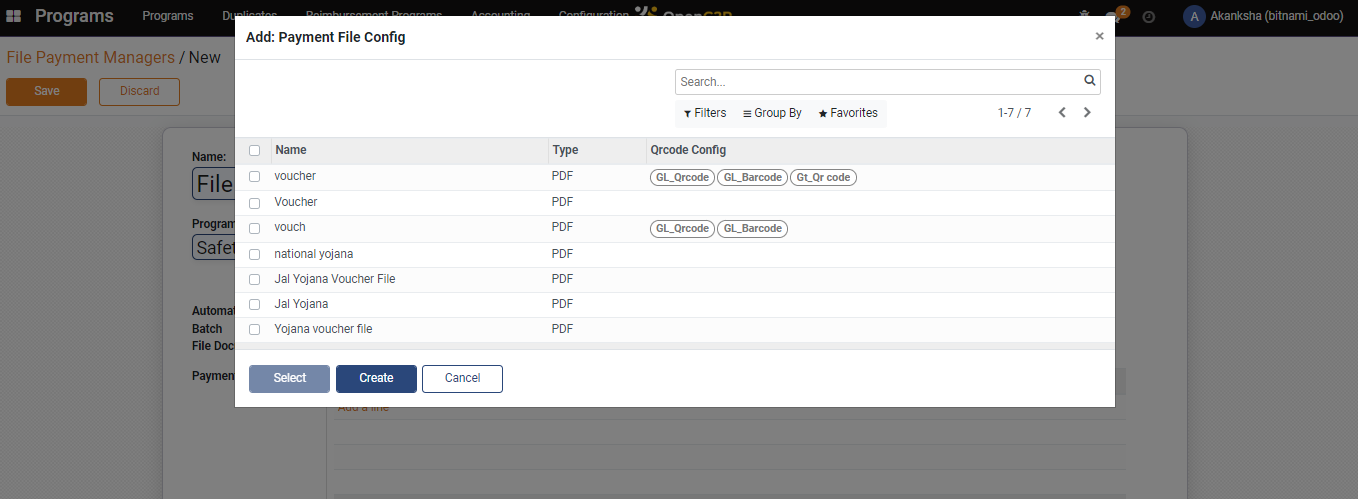 Programs Programs Duplicates Reimbursement Programs Accounting Configuration OpenG2P 2 A Akanksha (bitnami_odoo)
File Payment Managers / New
Save Discard
Add: Payment File Config ×
Search...
Filters Group By Favorites 1-7 / 7
Name Type Qrcode Config
voucher PDF GL_Qrcode GL_Barcode Gt_Qr code
Voucher PDF
vouch PDF GL_Qrcode GL_Barcode
national yojana PDF
Jal Yojana Voucher File PDF
Jal Yojana PDF
Yojana voucher file PDF
Select Create Cancel
Name:
File
Program
Safet
Automat
Batch
File Doc
Payment
Add a line